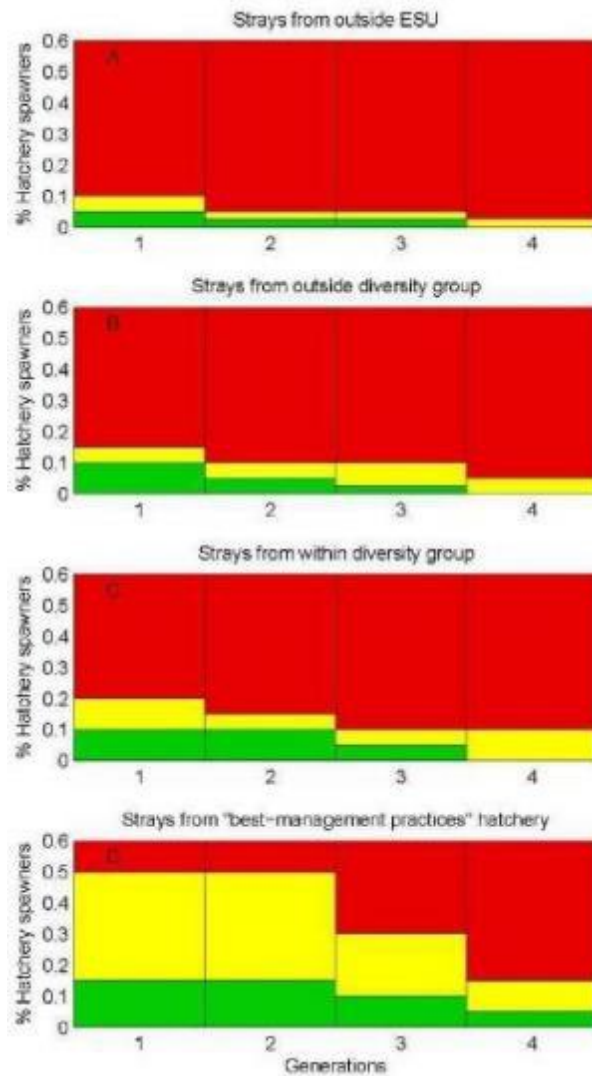 Strays from outside ESU
A
% Hatchery spawners
0.6
0.5
0.4
0.3
0.2
0.1
0
1 2 3 4
Strays from outside diversity group
B
% Hatchery spawners
0.6
0.5
0.4
0.3
0.2
0.1
0
1 2 3 4
Strays from within diversity group
C
% Hatchery spawners
0.6
0.5
0.4
0.3
0.2
0.1
0
1 2 3 4
Strays from "best-management practices" hatchery
D
% Hatchery spawners
0.6
0.5
0.4
0.3
0.2
0.1
0
1 2 3 4
Generations